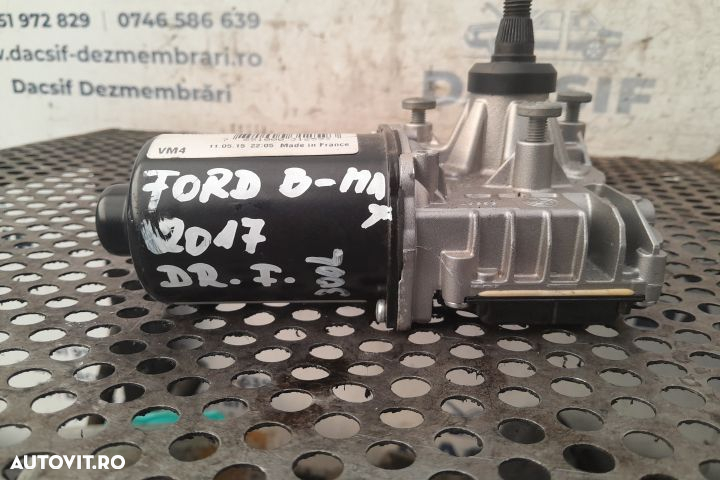 51 972 829 0746 586 639
www.dacsif-dezmembrari.ro
Dacsif Dezmembrări
DACSIF
VM4
11.05.15 22:05 Made in France
FORD B-MAX
2017
DR. F.
300L
AUTOVIT.RO